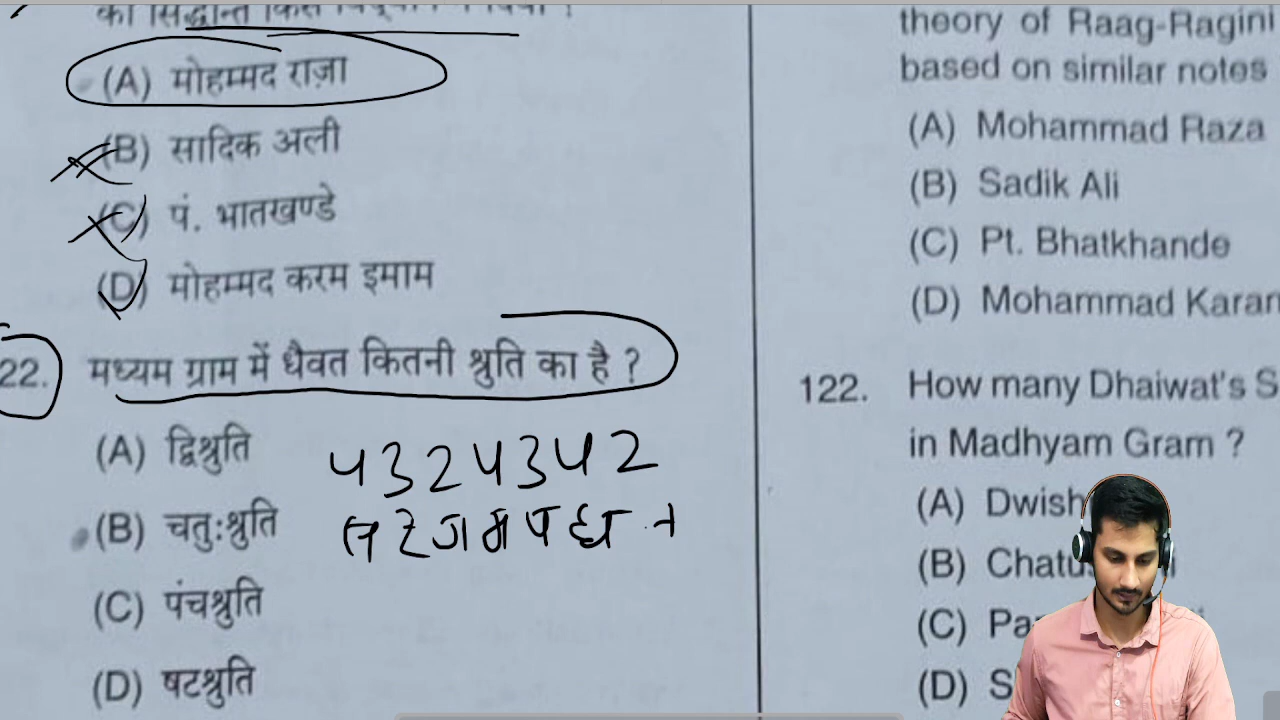 का सिद्धान्त किस विद्वान ने दिया ?
(A) मोहम्मद राज़ा
(B) सादिक अली
(C) पं. भातखण्डे
(D) मोहम्मद करम इमाम
22. मध्यम ग्राम में धैवत कितनी श्रुति का है ?
(A) द्विश्रुति
(B) चतुःश्रुति
(C) पंचश्रुति
(D) षटश्रुति
4 3 2 4 3 4 2
स रे ग म प ध न
theory of Raag-Ragini
based on similar notes
(A) Mohammad Raza
(B) Sadik Ali
(C) Pt. Bhatkhande
(D) Mohammad Karam
122. How many Dhaiwat's S
in Madhyam Gram ?
(A) Dwish
(B) Chatus
(C) Pa
(D) S